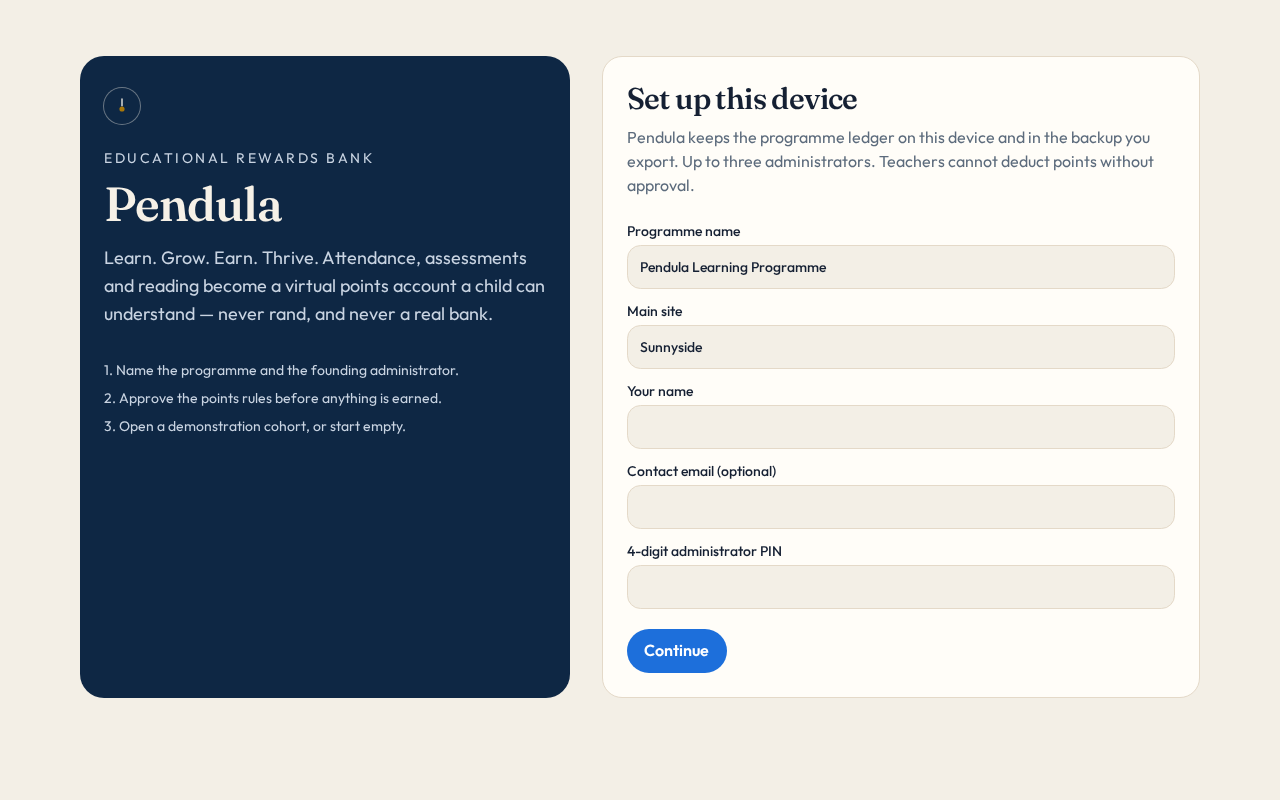 EDUCATIONAL REWARDS BANK
Pendula
Learn. Grow. Earn. Thrive. Attendance, assessments
and reading become a virtual points account a child can
understand — never rand, and never a real bank.
1. Name the programme and the founding administrator.
2. Approve the points rules before anything is earned.
3. Open a demonstration cohort, or start empty.
Set up this device
Pendula keeps the programme ledger on this device and in the backup you
export. Up to three administrators. Teachers cannot deduct points without
approval.
Programme name
Pendula Learning Programme
Main site
Sunnyside
Your name
Contact email (optional)
4-digit administrator PIN
Continue